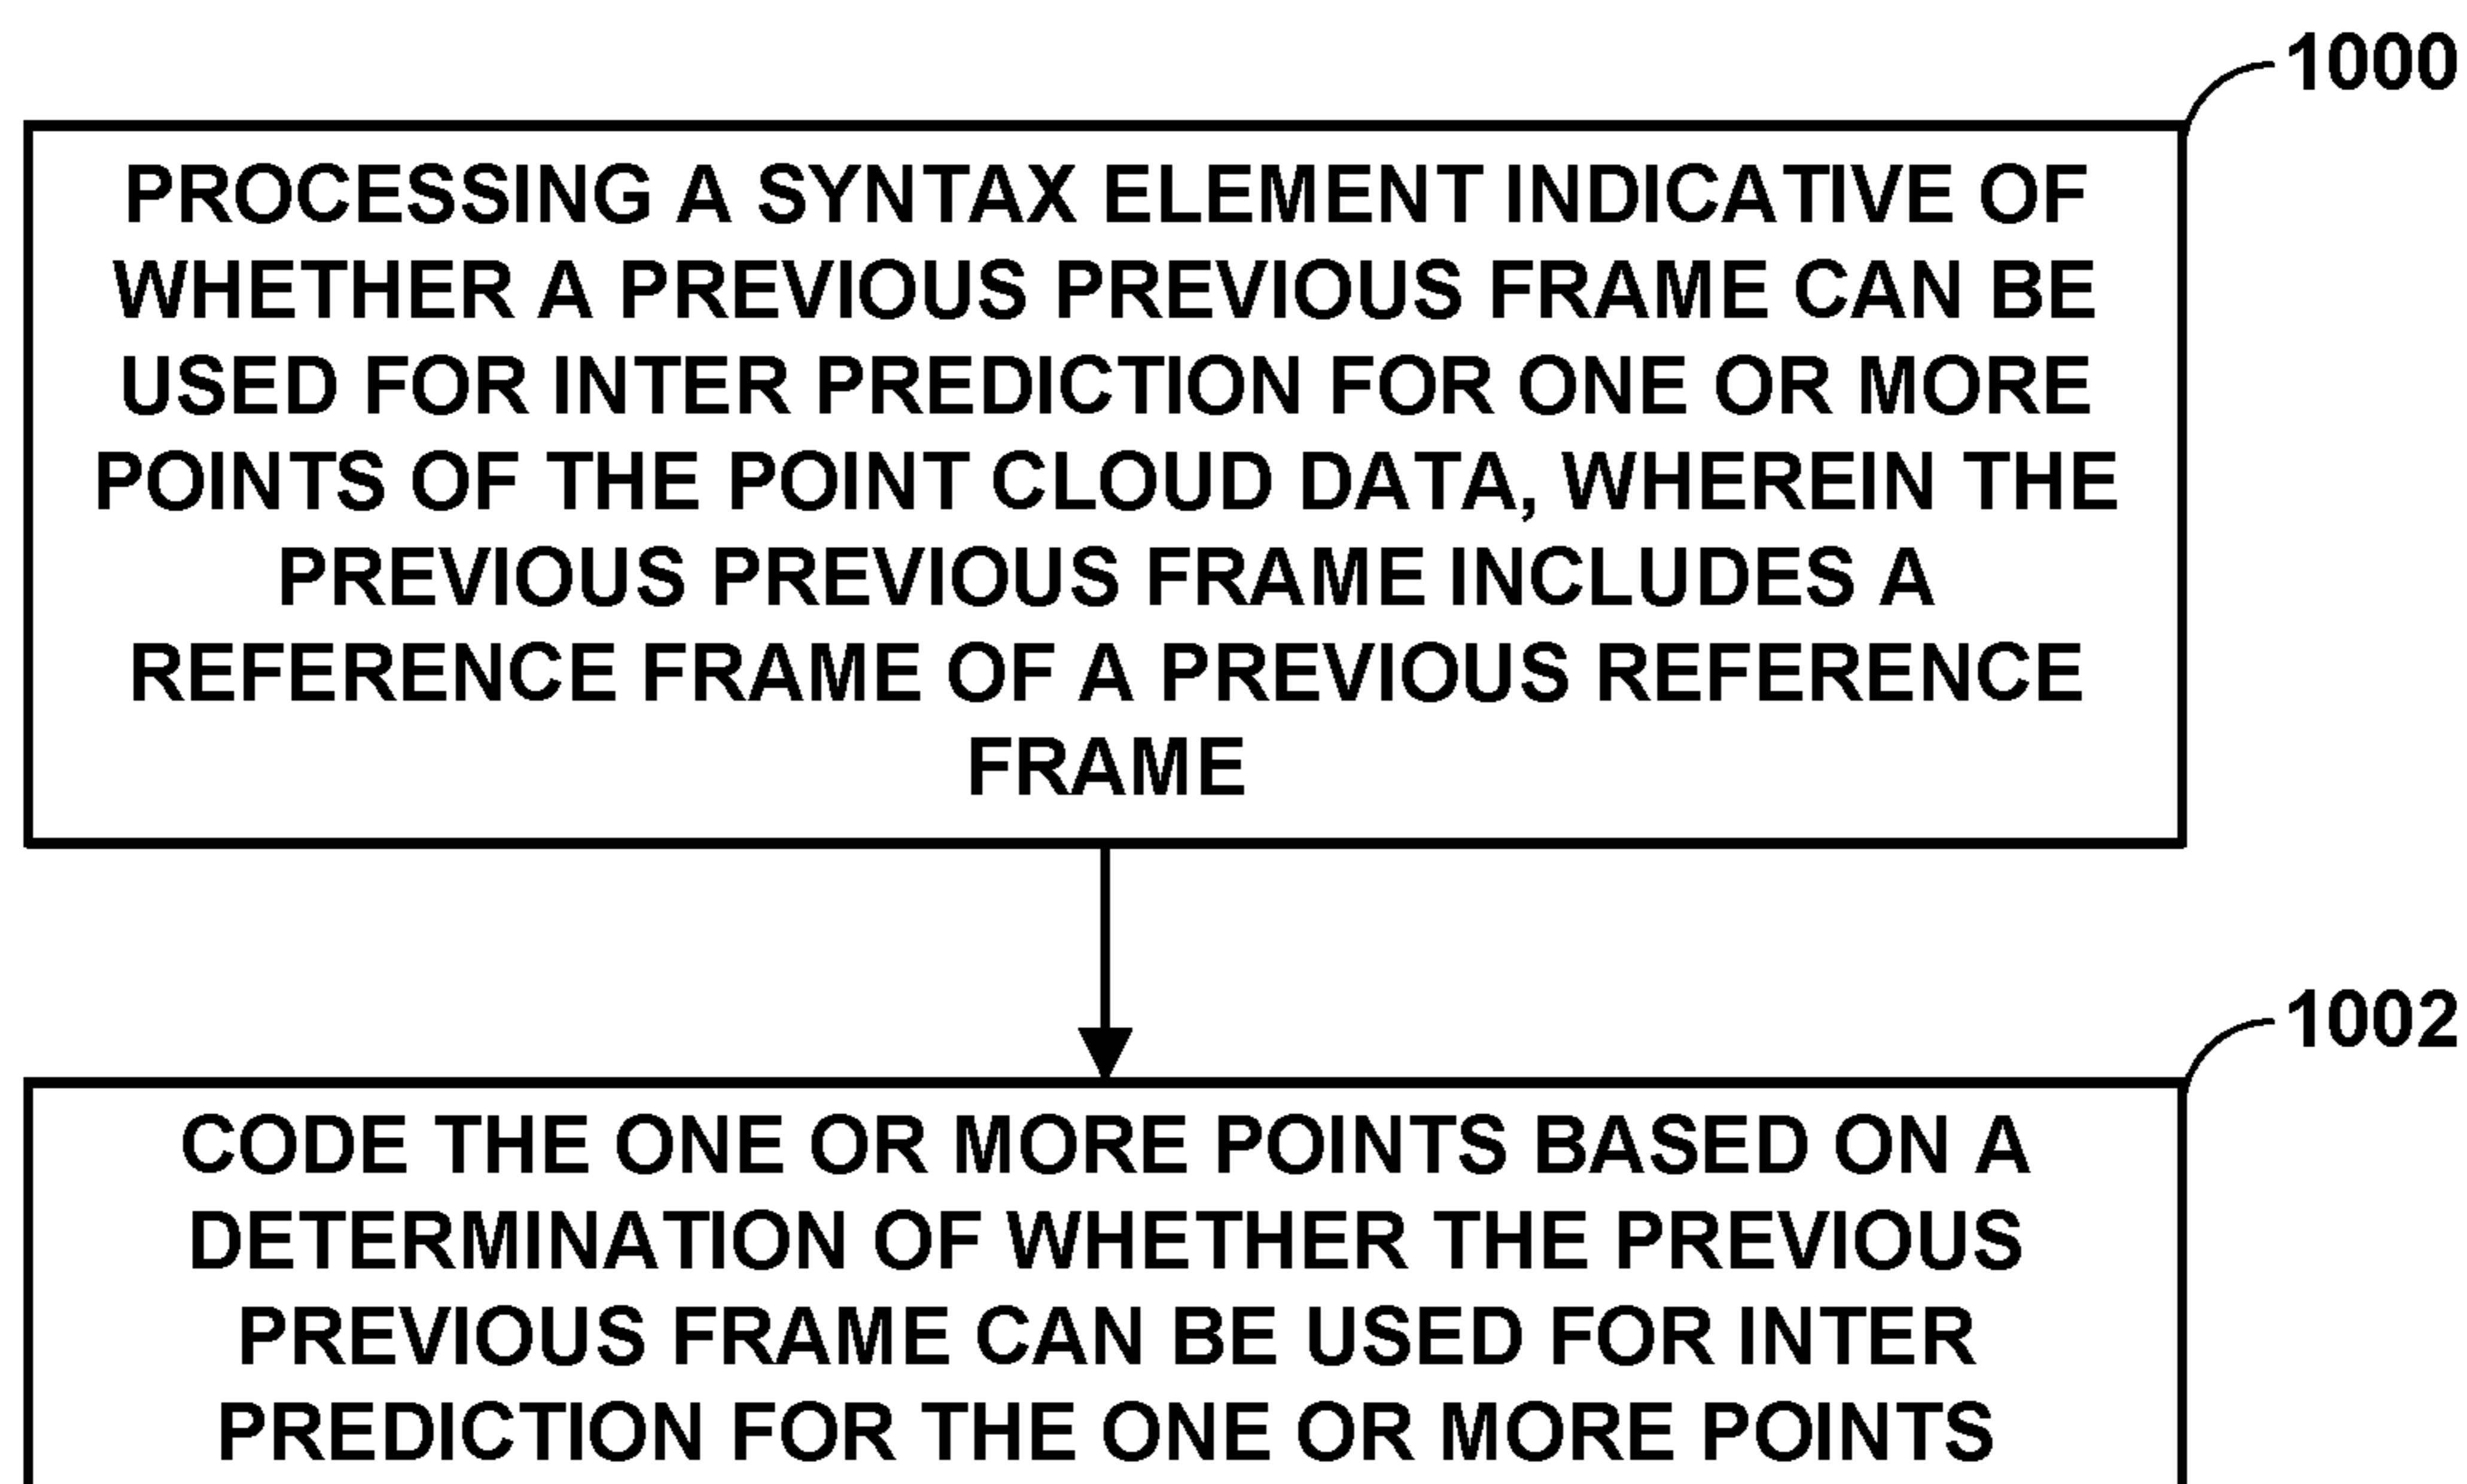 1000
PROCESSING A SYNTAX ELEMENT INDICATIVE OF
WHETHER A PREVIOUS PREVIOUS FRAME CAN BE
USED FOR INTER PREDICTION FOR ONE OR MORE
POINTS OF THE POINT CLOUD DATA, WHEREIN THE
PREVIOUS PREVIOUS FRAME INCLUDES A
REFERENCE FRAME OF A PREVIOUS REFERENCE
FRAME
1002
CODE THE ONE OR MORE POINTS BASED ON A
DETERMINATION OF WHETHER THE PREVIOUS
PREVIOUS FRAME CAN BE USED FOR INTER
PREDICTION FOR THE ONE OR MORE POINTS